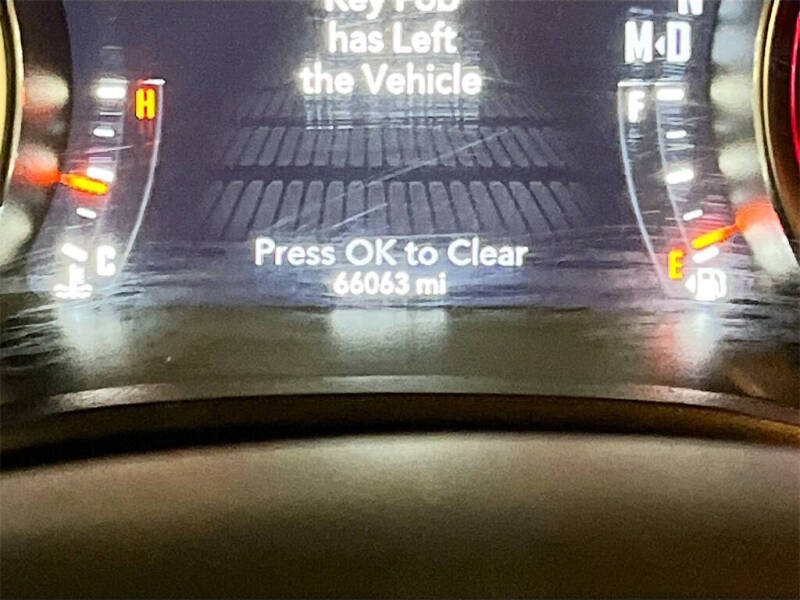 Key Fob
has Left
the Vehicle
N
M◄D
H
F
C
E
Press OK to Clear
66063 mi